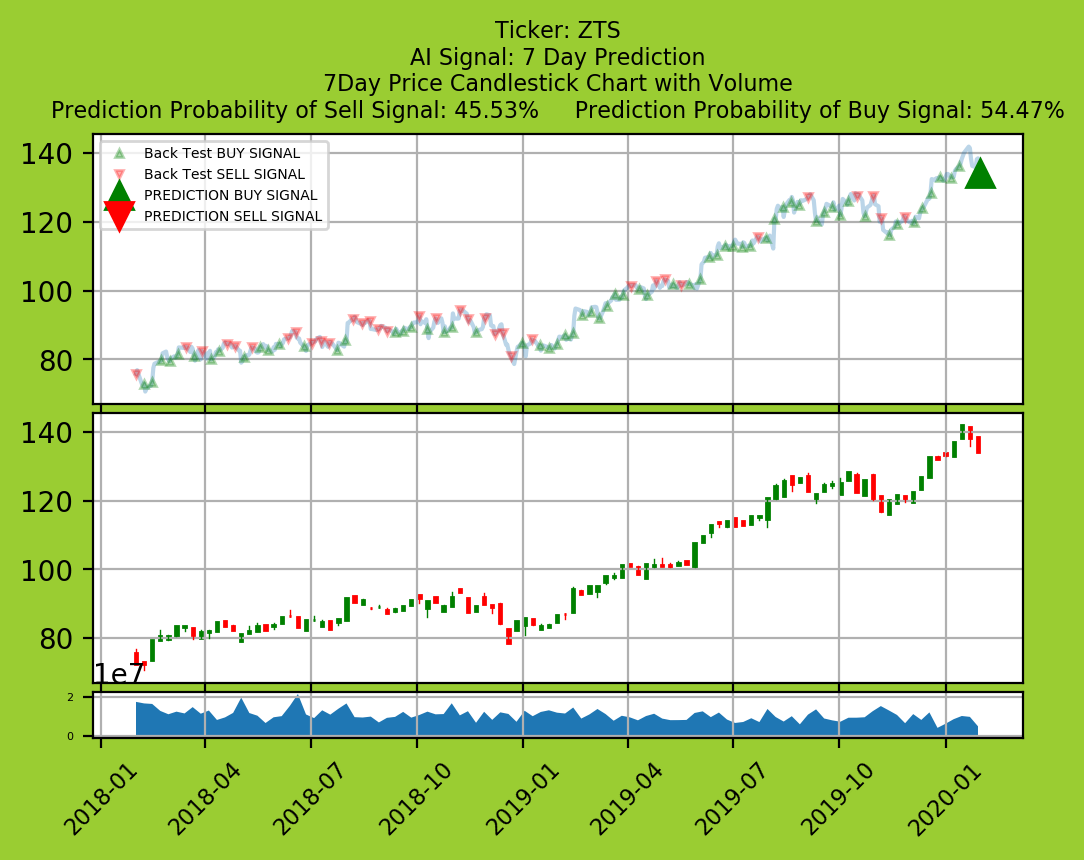 Ticker: ZTS
AI Signal: 7 Day Prediction
7Day Price Candlestick Chart with Volume
Prediction Probability of Sell Signal: 45.53%     Prediction Probability of Buy Signal: 54.47%
Back Test BUY SIGNAL
Back Test SELL SIGNAL
PREDICTION BUY SIGNAL
PREDICTION SELL SIGNAL
140
120
100
80
140
120
100
80
1e7
2
0
2018-01
2018-04
2018-07
2018-10
2019-01
2019-04
2019-07
2019-10
2020-01